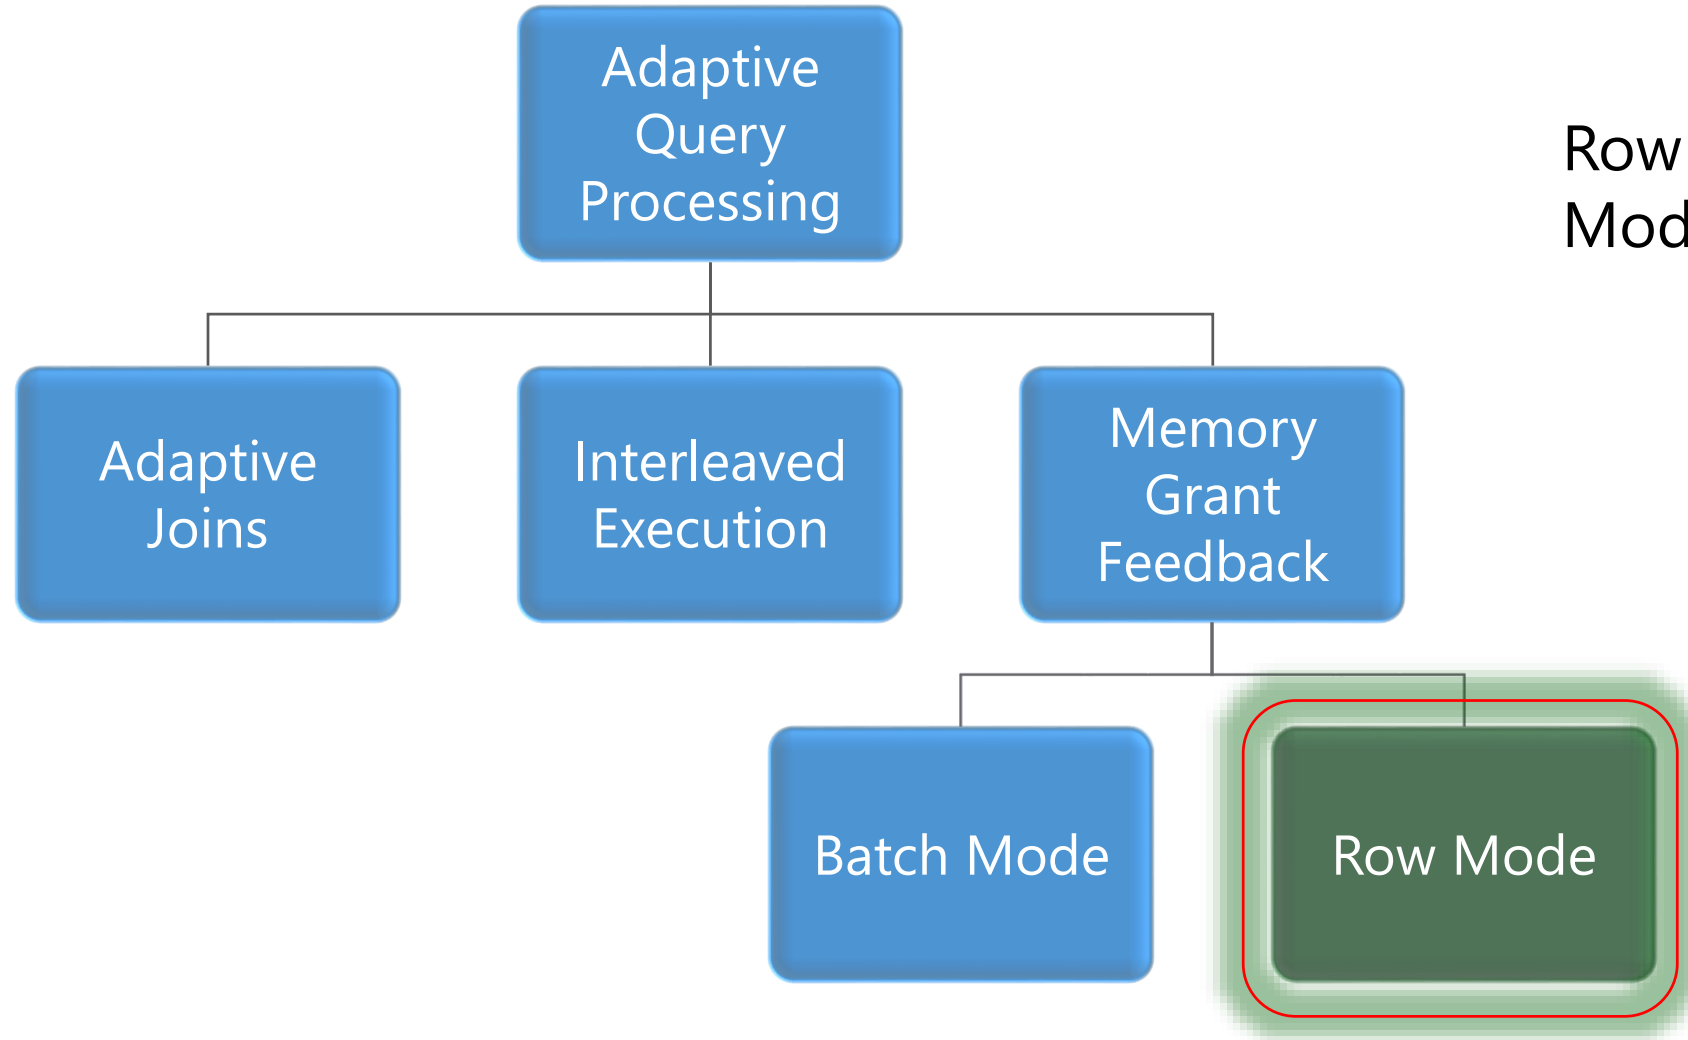 Adaptive
Query
Processing
Row
Adaptive
Joins
Interleaved
Execution
Memory
Grant
Feedback
Batch Mode
Row Mode